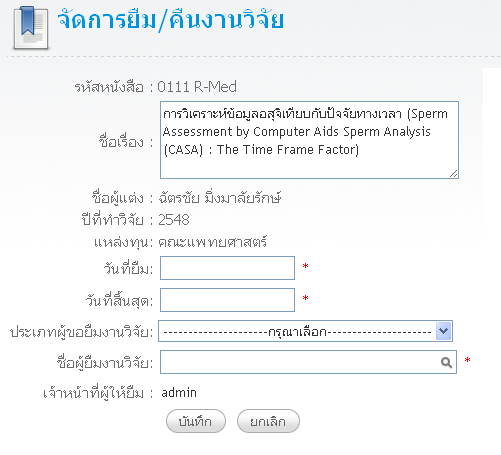 จัดการยืม/คืนงานวิจัย
รหัสหนังสือ : 0111 R-Med
ชื่อเรื่อง :
การวิเคราะห์ข้อมูลอสุจิเทียบกับปัจจัยทางเวลา (Sperm
Assessment by Computer Aids Sperm Analysis
(CASA) : The Time Frame Factor)
ชื่อผู้แต่ง : ฉัตรชัย มิ่งมาลัยรักษ์
ปีที่ทำวิจัย : 2548
แหล่งทุน: คณะแพทยศาสตร์
วันที่ยืม: *
วันที่สิ้นสุด: *
ประเภทผู้ขอยืมงานวิจัย: ---------------------กรุณาเลือก---------------------
ชื่อผู้ยืมงานวิจัย: *
เจ้าหน้าที่ผู้ให้ยืม : admin
บันทึก ยกเลิก